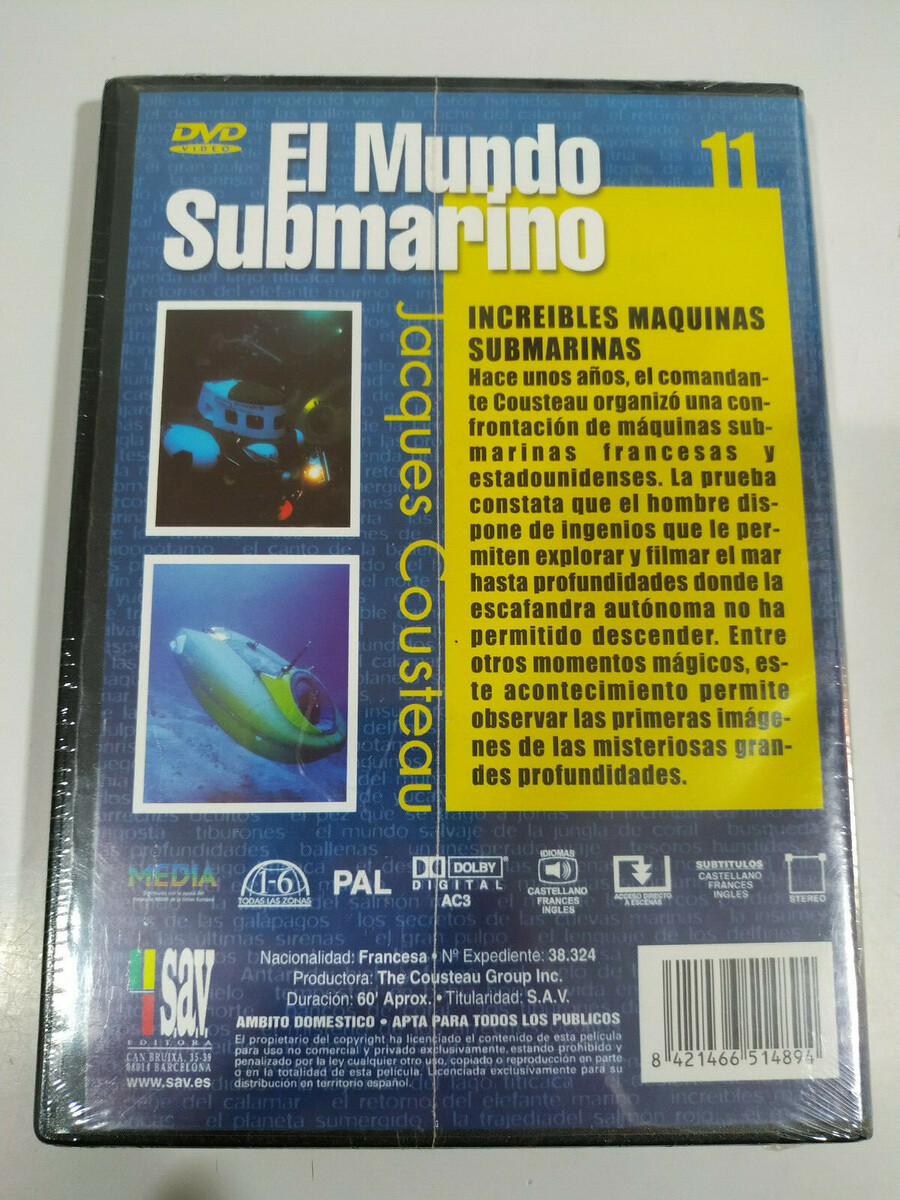 DVD
VIDEO
El Mundo
Submarino
11
Jacques Cousteau
INCREIBLES MAQUINAS
SUBMARINAS
Hace unos años, el comandan-
te Cousteau organizó una con-
frontación de máquinas sub-
marinas francesas y
estadounidenses. La prueba
constata que el hombre dis-
pone de ingenios que le per-
miten explorar y filmar el mar
hasta profundidades donde la
escafandra autónoma no ha
permitido descender. Entre
otros momentos mágicos, es-
te acontecimiento permite
observar las primeras imáge-
nes de las misteriosas gran-
des profundidades.
MEDIA
1-6
TODAS LAS ZONAS
PAL
DOLBY
DIGITAL
AC3
IDIOMAS
CASTELLANO
FRANCES
INGLES
ACCESO DIRECTO
A ESCENAS
SUBTITULOS
CASTELLANO
FRANCES
INGLES
STEREO
s.a.v.
EDITORA
CAN BRUIXA, 35-39
08014 BARCELONA
www.sav.es
Nacionalidad: Francesa • Nº Expediente: 38.324
Productora: The Cousteau Group Inc.
Duración: 60' Aprox. • Titularidad: S.A.V.
AMBITO DOMESTICO • APTA PARA TODOS LOS PUBLICOS
El propietario del copyright ha licenciado el contenido de esta película
para uso no comercial y privado exclusivamente, estando prohibido y
penalizado por la ley cualquier otro uso, copiado o reproducción en parte
o en la totalidad de esta película. Licenciada exclusivamente para su
distribución en territorio español.
8 421466 514894